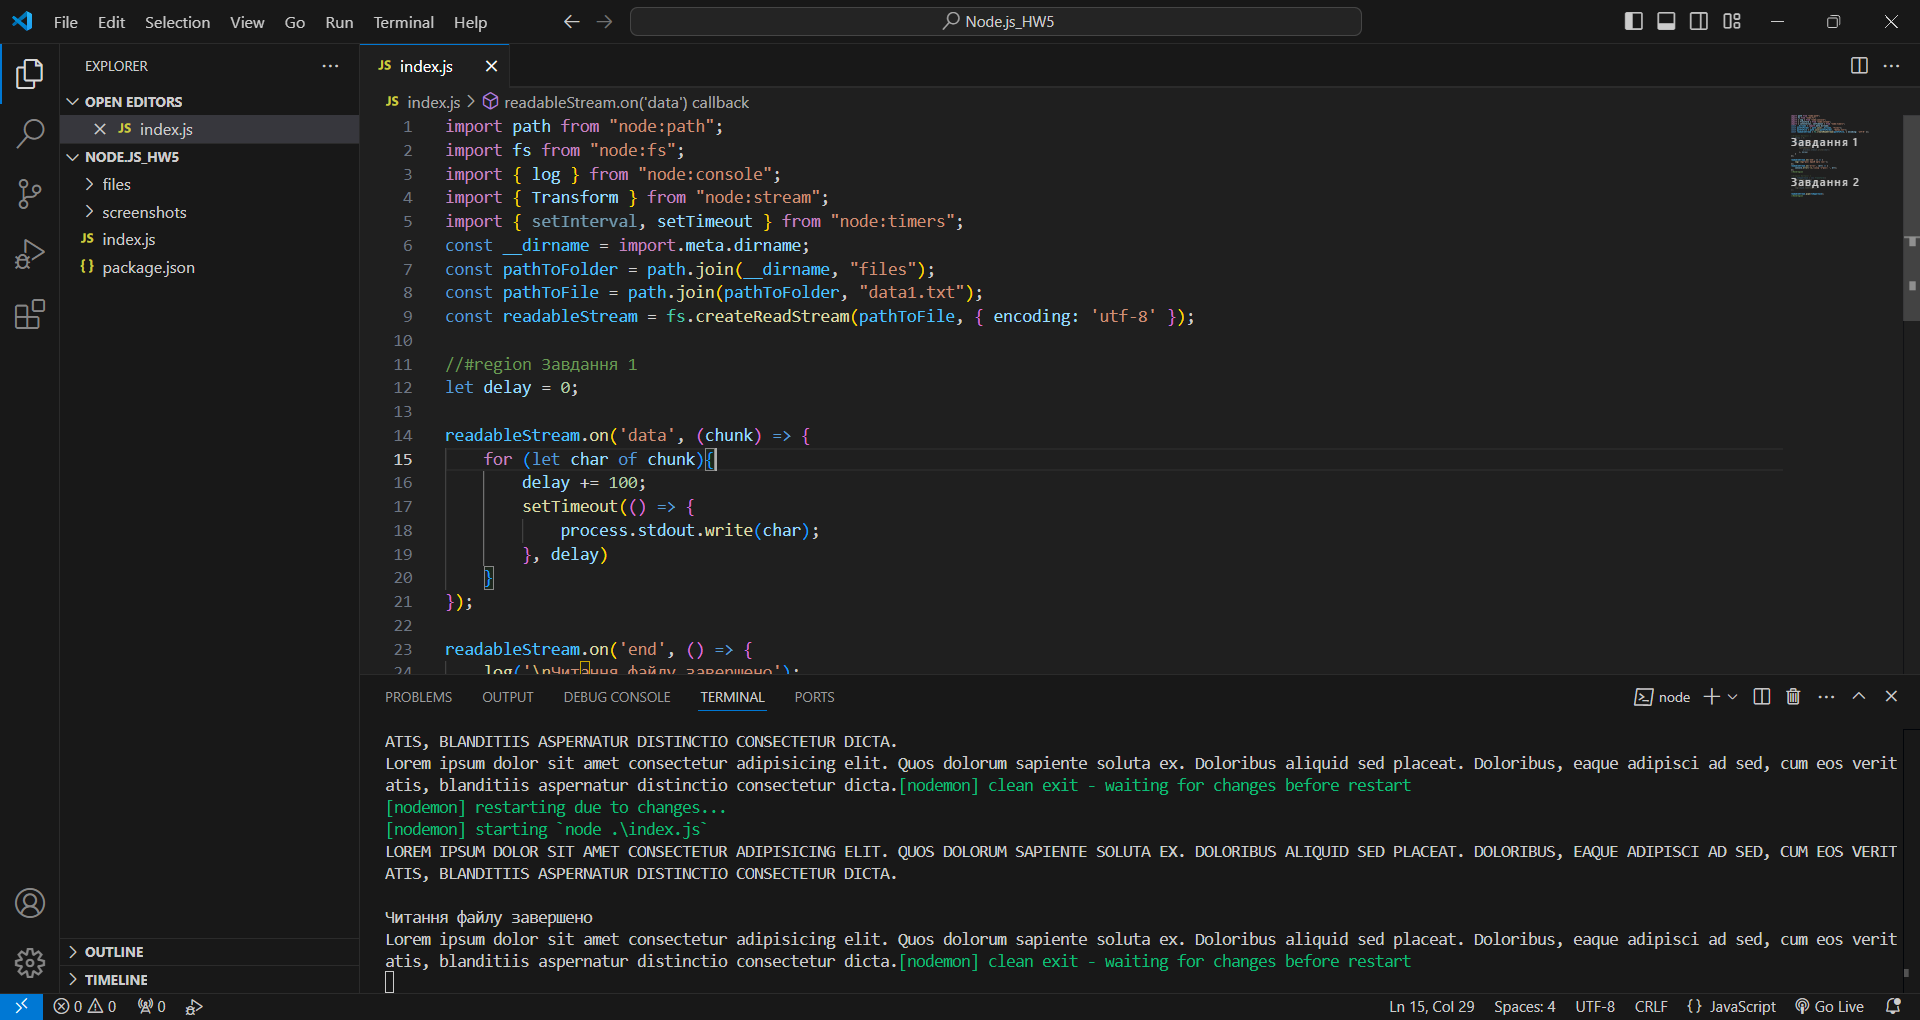 File Edit Selection View Go Run Terminal Help
Node.js_HW5
EXPLORER
OPEN EDITORS
JS index.js
NODE.JS_HW5
files
screenshots
JS index.js
{} package.json
OUTLINE
TIMELINE
JS index.js
JS index.js > readableStream.on('data') callback
1 import path from "node:path";
2 import fs from "node:fs";
3 import { log } from "node:console";
4 import { Transform } from "node:stream";
5 import { setInterval, setTimeout } from "node:timers";
6 const __dirname = import.meta.dirname;
7 const pathToFolder = path.join(__dirname, "files");
8 const pathToFile = path.join(pathToFolder, "data1.txt");
9 const readableStream = fs.createReadStream(pathToFile, { encoding: 'utf-8' });
10
11 //#region Завдання 1
12 let delay = 0;
13
14 readableStream.on('data', (chunk) => {
15 for (let char of chunk){
16 delay += 100;
17 setTimeout(() => {
18 process.stdout.write(char);
19 }, delay)
20 }
21 });
22
23 readableStream.on('end', () => {
24 log('\nЧитання файлу завершено');
Завдання 1
Завдання 2
PROBLEMS OUTPUT DEBUG CONSOLE TERMINAL PORTS
node
ATIS, BLANDITIIS ASPERNATUR DISTINCTIO CONSECTETUR DICTA.
Lorem ipsum dolor sit amet consectetur adipisicing elit. Quos dolorum sapiente soluta ex. Doloribus aliquid sed placeat. Doloribus, eaque adipisci ad sed, cum eos verit
atis, blanditiis aspernatur distinctio consectetur dicta.[nodemon] clean exit - waiting for changes before restart
[nodemon] restarting due to changes...
[nodemon] starting `node .\index.js`
LOREM IPSUM DOLOR SIT AMET CONSECTETUR ADIPISICING ELIT. QUOS DOLORUM SAPIENTE SOLUTA EX. DOLORIBUS ALIQUID SED PLACEAT. DOLORIBUS, EAQUE ADIPISCI AD SED, CUM EOS VERIT
ATIS, BLANDITIIS ASPERNATUR DISTINCTIO CONSECTETUR DICTA.
Читання файлу завершено
Lorem ipsum dolor sit amet consectetur adipisicing elit. Quos dolorum sapiente soluta ex. Doloribus aliquid sed placeat. Doloribus, eaque adipisci ad sed, cum eos verit
atis, blanditiis aspernatur distinctio consectetur dicta.[nodemon] clean exit - waiting for changes before restart
0 0 0
Ln 15, Col 29 Spaces: 4 UTF-8 CRLF {} JavaScript Go Live